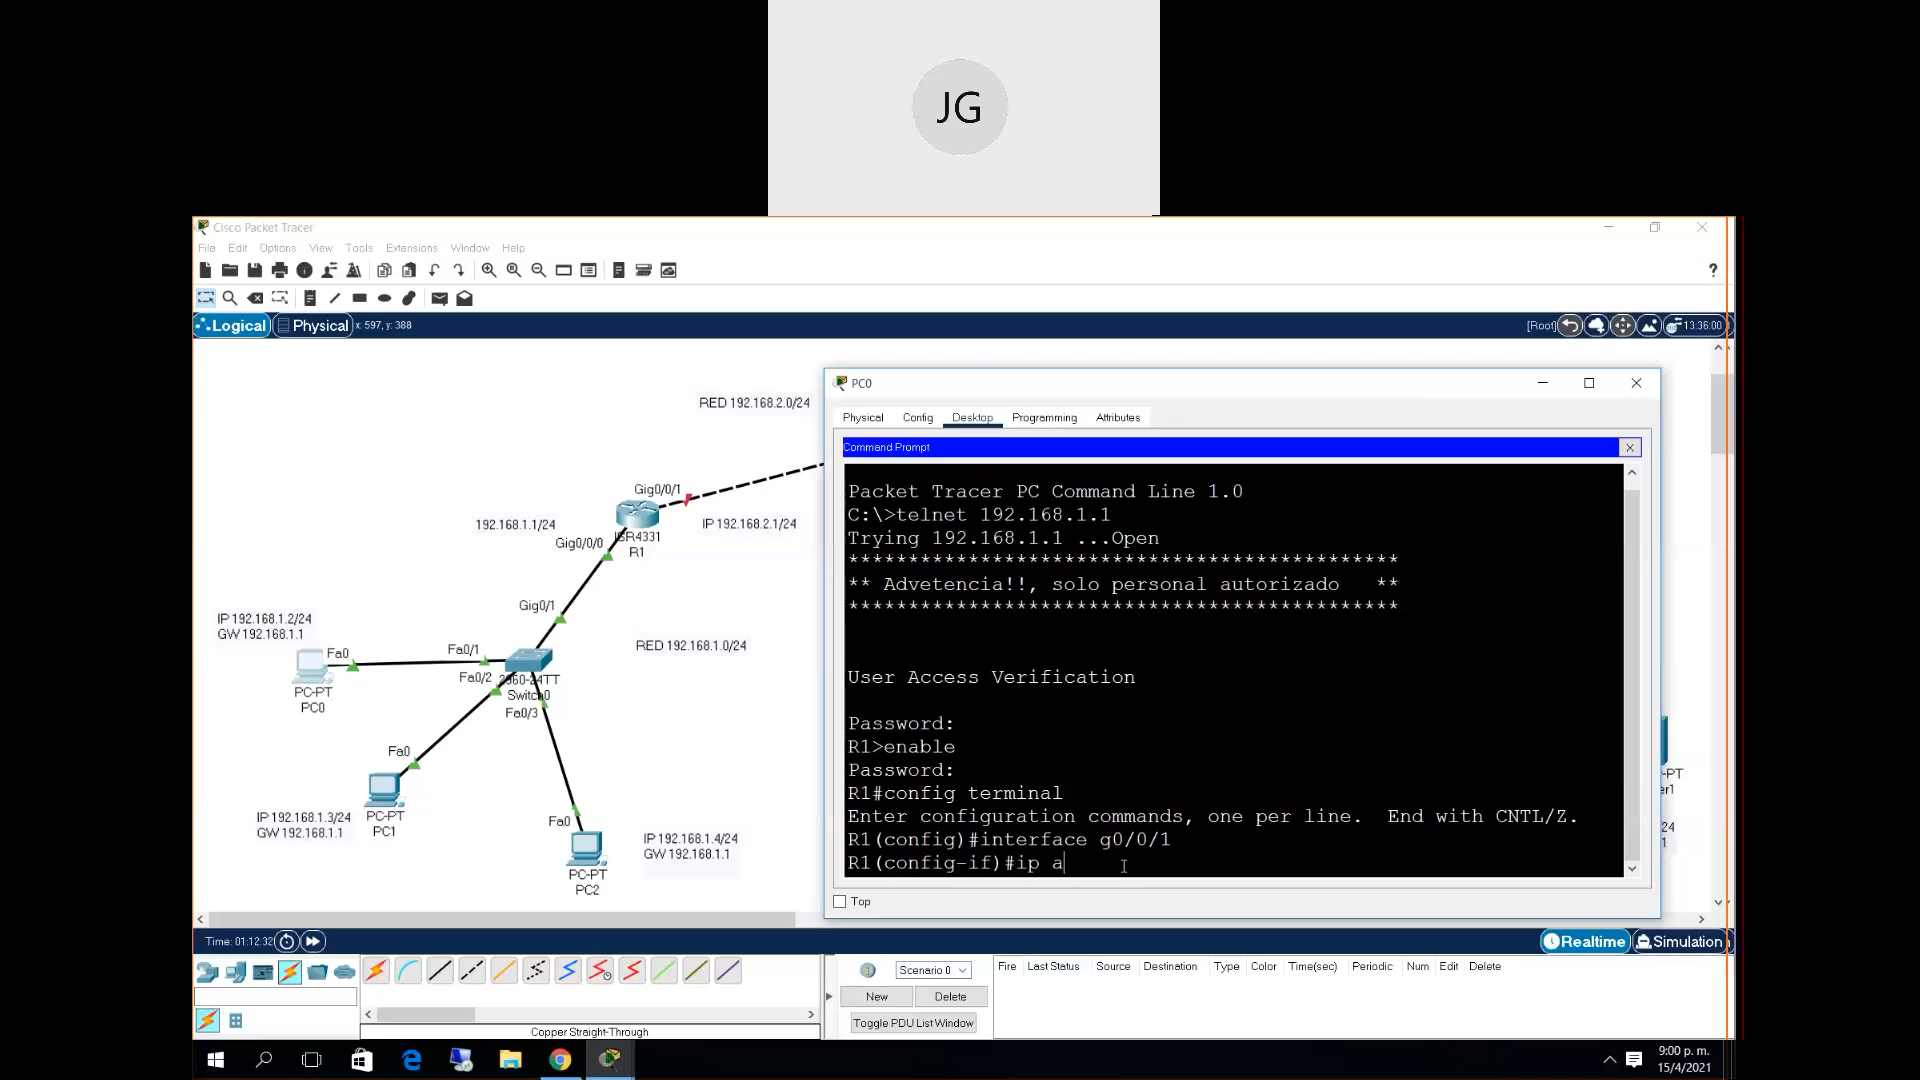 JG
Cisco Packet Tracer
File Edit Options View Tools Extensions Window Help
?
Logical Physical x: 597, y: 388 [Root] 13:36:00
RED 192.168.2.0/24
Gig0/0/1
192.168.1.1/24
IP 192.168.2.1/24
Gig0/0/0
ISR4331
R1
Gig0/1
IP 192.168.1.2/24
GW 192.168.1.1
RED 192.168.1.0/24
Fa0
Fa0/1
Fa0/2
2960-24TT
Switch0
Fa0/3
PC-PT
PC0
Fa0
IP 192.168.1.3/24
GW 192.168.1.1
PC-PT
PC1
Fa0
IP 192.168.1.4/24
GW 192.168.1.1
PC-PT
PC2
PC0
Physical Config Desktop Programming Attributes
Command Prompt X
Packet Tracer PC Command Line 1.0
C:\>telnet 192.168.1.1
Trying 192.168.1.1 ...Open
***********************************************
** Advetencia!!, solo personal autorizado **
***********************************************
User Access Verification
Password:
R1>enable
Password:
R1#config terminal
Enter configuration commands, one per line. End with CNTL/Z.
R1(config)#interface g0/0/1
R1(config-if)#ip a
Top
-PT
er1
24
1
Time: 01:12:32 Realtime Simulation
Scenario 0
New Delete
Toggle PDU List Window
Fire Last Status Source Destination Type Color Time(sec) Periodic Num Edit Delete
Copper Straight-Through
9:00 p. m.
15/4/2021